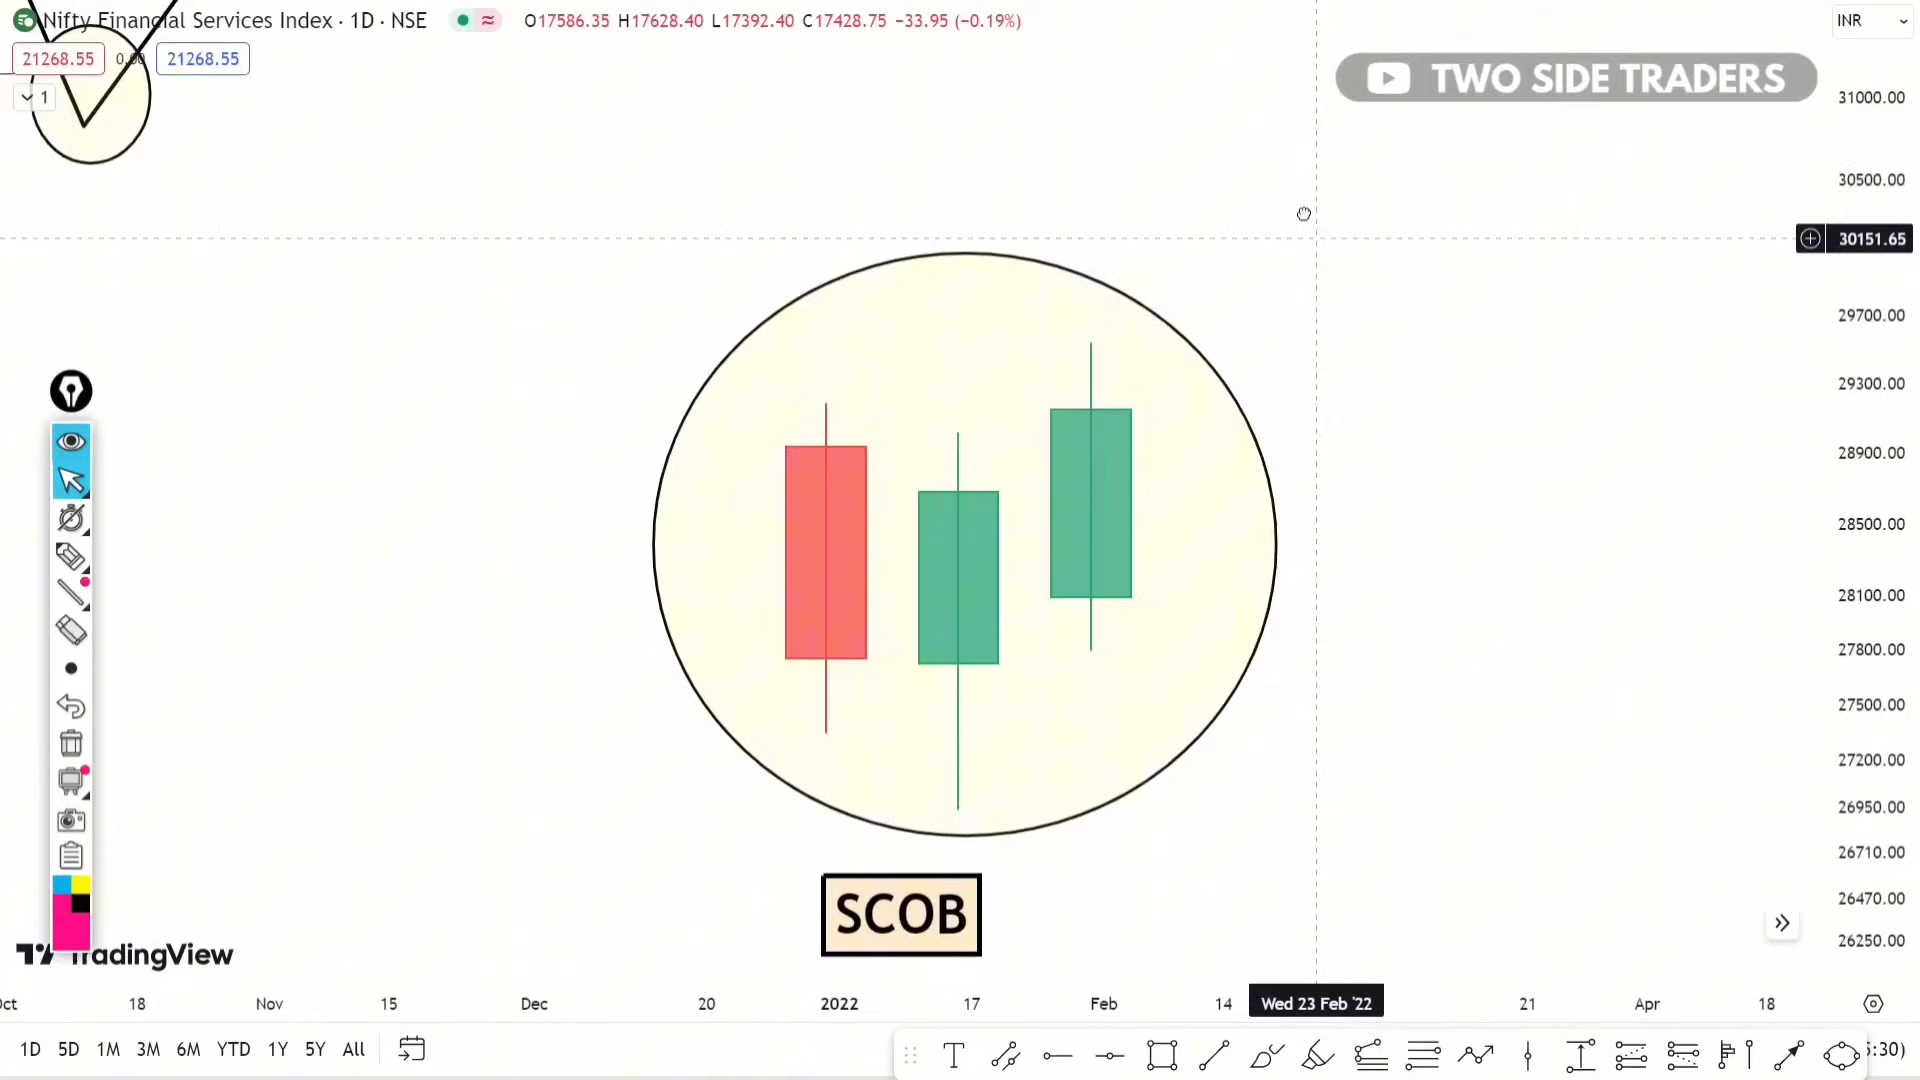 Nifty Financial Services Index · 1D · NSE
O17586.35 H17628.40 L17392.40 C17428.75 −33.95 (−0.19%)
INR
21268.55
21268.55
TWO SIDE TRADERS
1
31000.00
30500.00
30151.65
29700.00
29300.00
28900.00
28500.00
28100.00
27800.00
27500.00
27200.00
26950.00
26710.00
26470.00
26250.00
SCOB
TradingView
18 Nov 15 Dec 20 2022 17 Feb 14 Wed 23 Feb '22 21 Apr 18
1D 5D 1M 3M 6M YTD 1Y 5Y All
5:30)